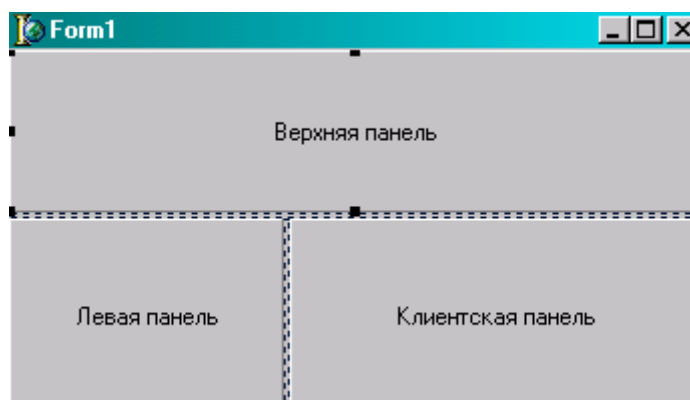 Form1
Верхняя панель
Левая панель
Клиентская панель